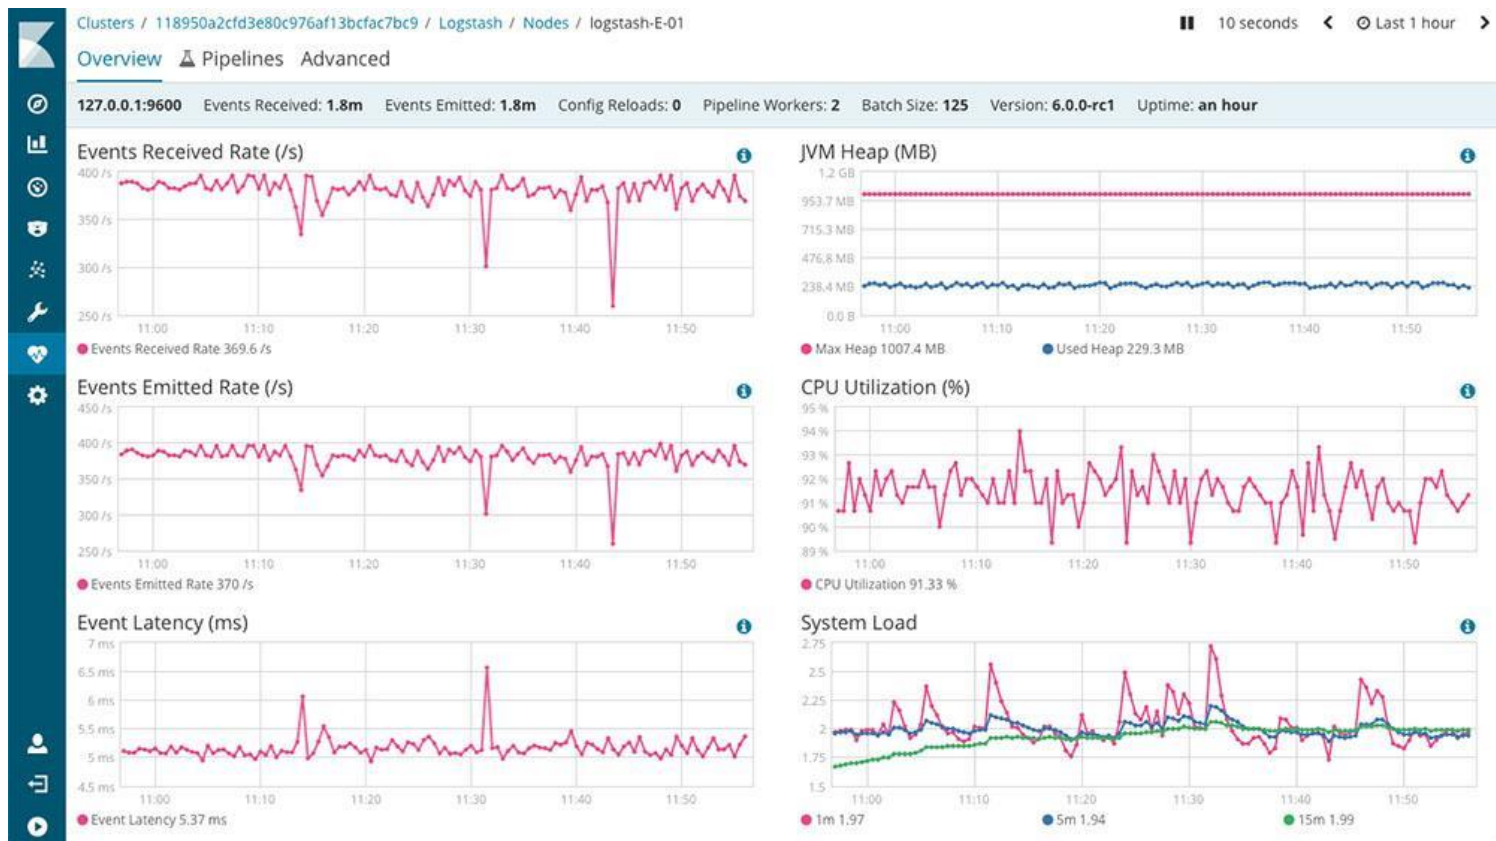 Clusters / 118950a2cfd3e80c976af13bcfac7bc9 / Logstash / Nodes / logstash-E-01
10 seconds
Last 1 hour
Overview Pipelines Advanced
127.0.0.1:9600 Events Received: 1.8m Events Emitted: 1.8m Config Reloads: 0 Pipeline Workers: 2 Batch Size: 125 Version: 6.0.0-rc1 Uptime: an hour
Events Received Rate (/s)
400 /s
350 /s
300 /s
250 /s
11:00 11:10 11:20 11:30 11:40 11:50
Events Received Rate 369.6 /s
JVM Heap (MB)
1.2 GB
953.7 MB
715.3 MB
476.8 MB
238.4 MB
0.0 B
11:00 11:10 11:20 11:30 11:40 11:50
Max Heap 1007.4 MB Used Heap 229.3 MB
Events Emitted Rate (/s)
450 /s
400 /s
350 /s
300 /s
250 /s
11:00 11:10 11:20 11:30 11:40 11:50
Events Emitted Rate 370 /s
CPU Utilization (%)
95 %
94 %
93 %
92 %
91 %
90 %
89 %
11:00 11:10 11:20 11:30 11:40 11:50
CPU Utilization 91.33 %
Event Latency (ms)
7 ms
6.5 ms
6 ms
5.5 ms
5 ms
4.5 ms
11:00 11:10 11:20 11:30 11:40 11:50
Event Latency 5.37 ms
System Load
2.75
2.5
2.25
2
1.75
1.5
11:00 11:10 11:20 11:30 11:40 11:50
1m 1.97 5m 1.94 15m 1.99